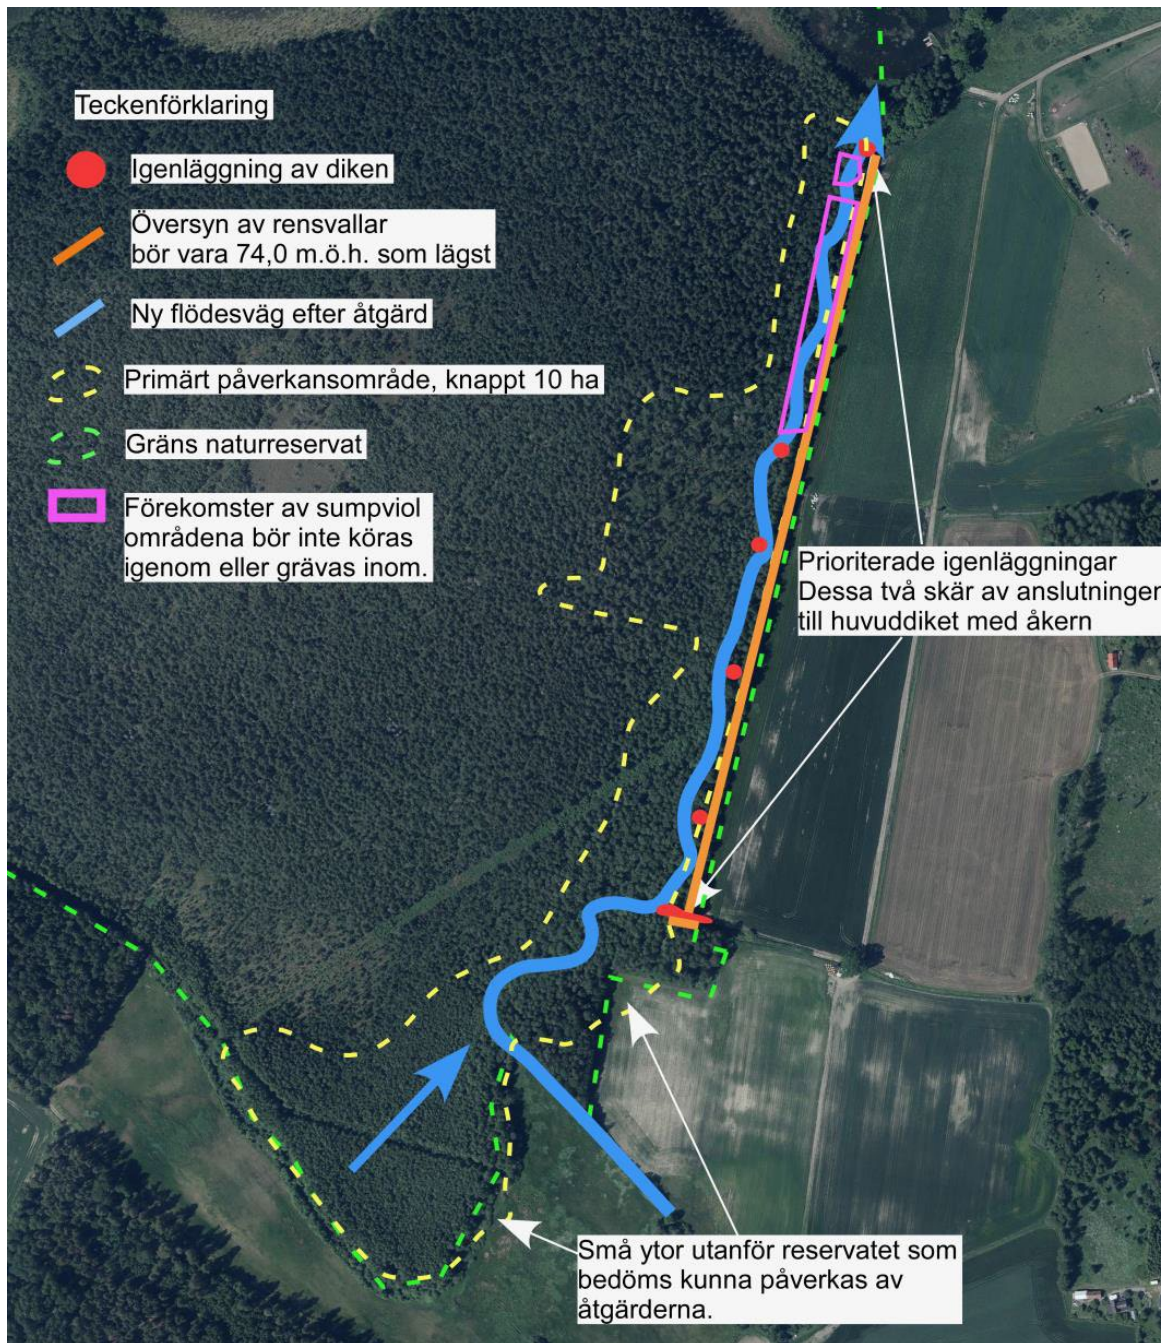 Teckenförklaring
Igenläggning av diken
Översyn av rensvallar
bör vara 74,0 m.ö.h. som lägst
Ny flödesväg efter åtgärd
Primärt påverkansområde, knappt 10 ha
Gräns naturreservat
Förekomster av sumpviol
områdena bör inte köras
igenom eller grävas inom.
Prioriterade igenläggningar
Dessa två skär av anslutningen
till huvuddiket med åkern
Små ytor utanför reservatet som
bedöms kunna påverkas av
åtgärderna.